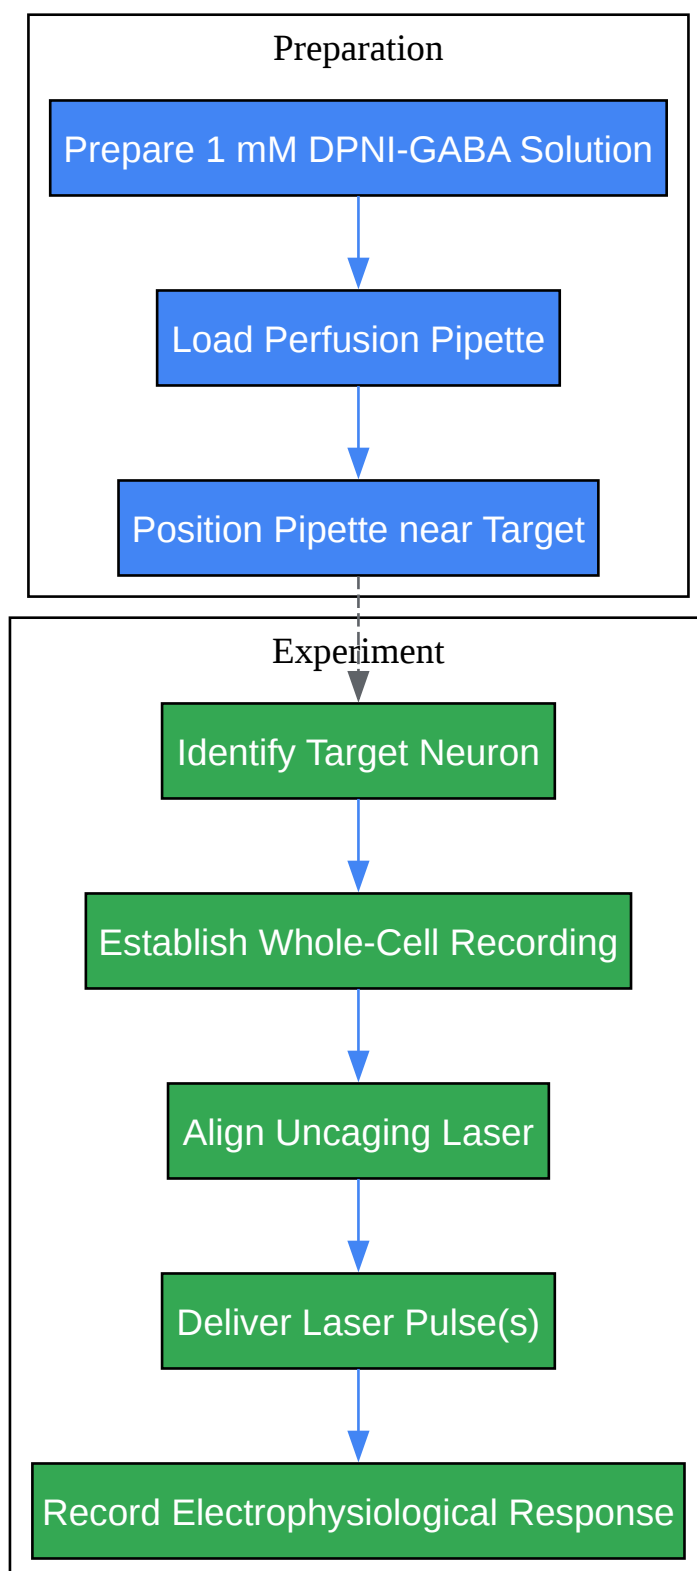 Preparation
Prepare 1 mM DPNI-GABA Solution
Load Perfusion Pipette
Position Pipette near Target
Experiment
Identify Target Neuron
Establish Whole-Cell Recording
Align Uncaging Laser
Deliver Laser Pulse(s)
Record Electrophysiological Response